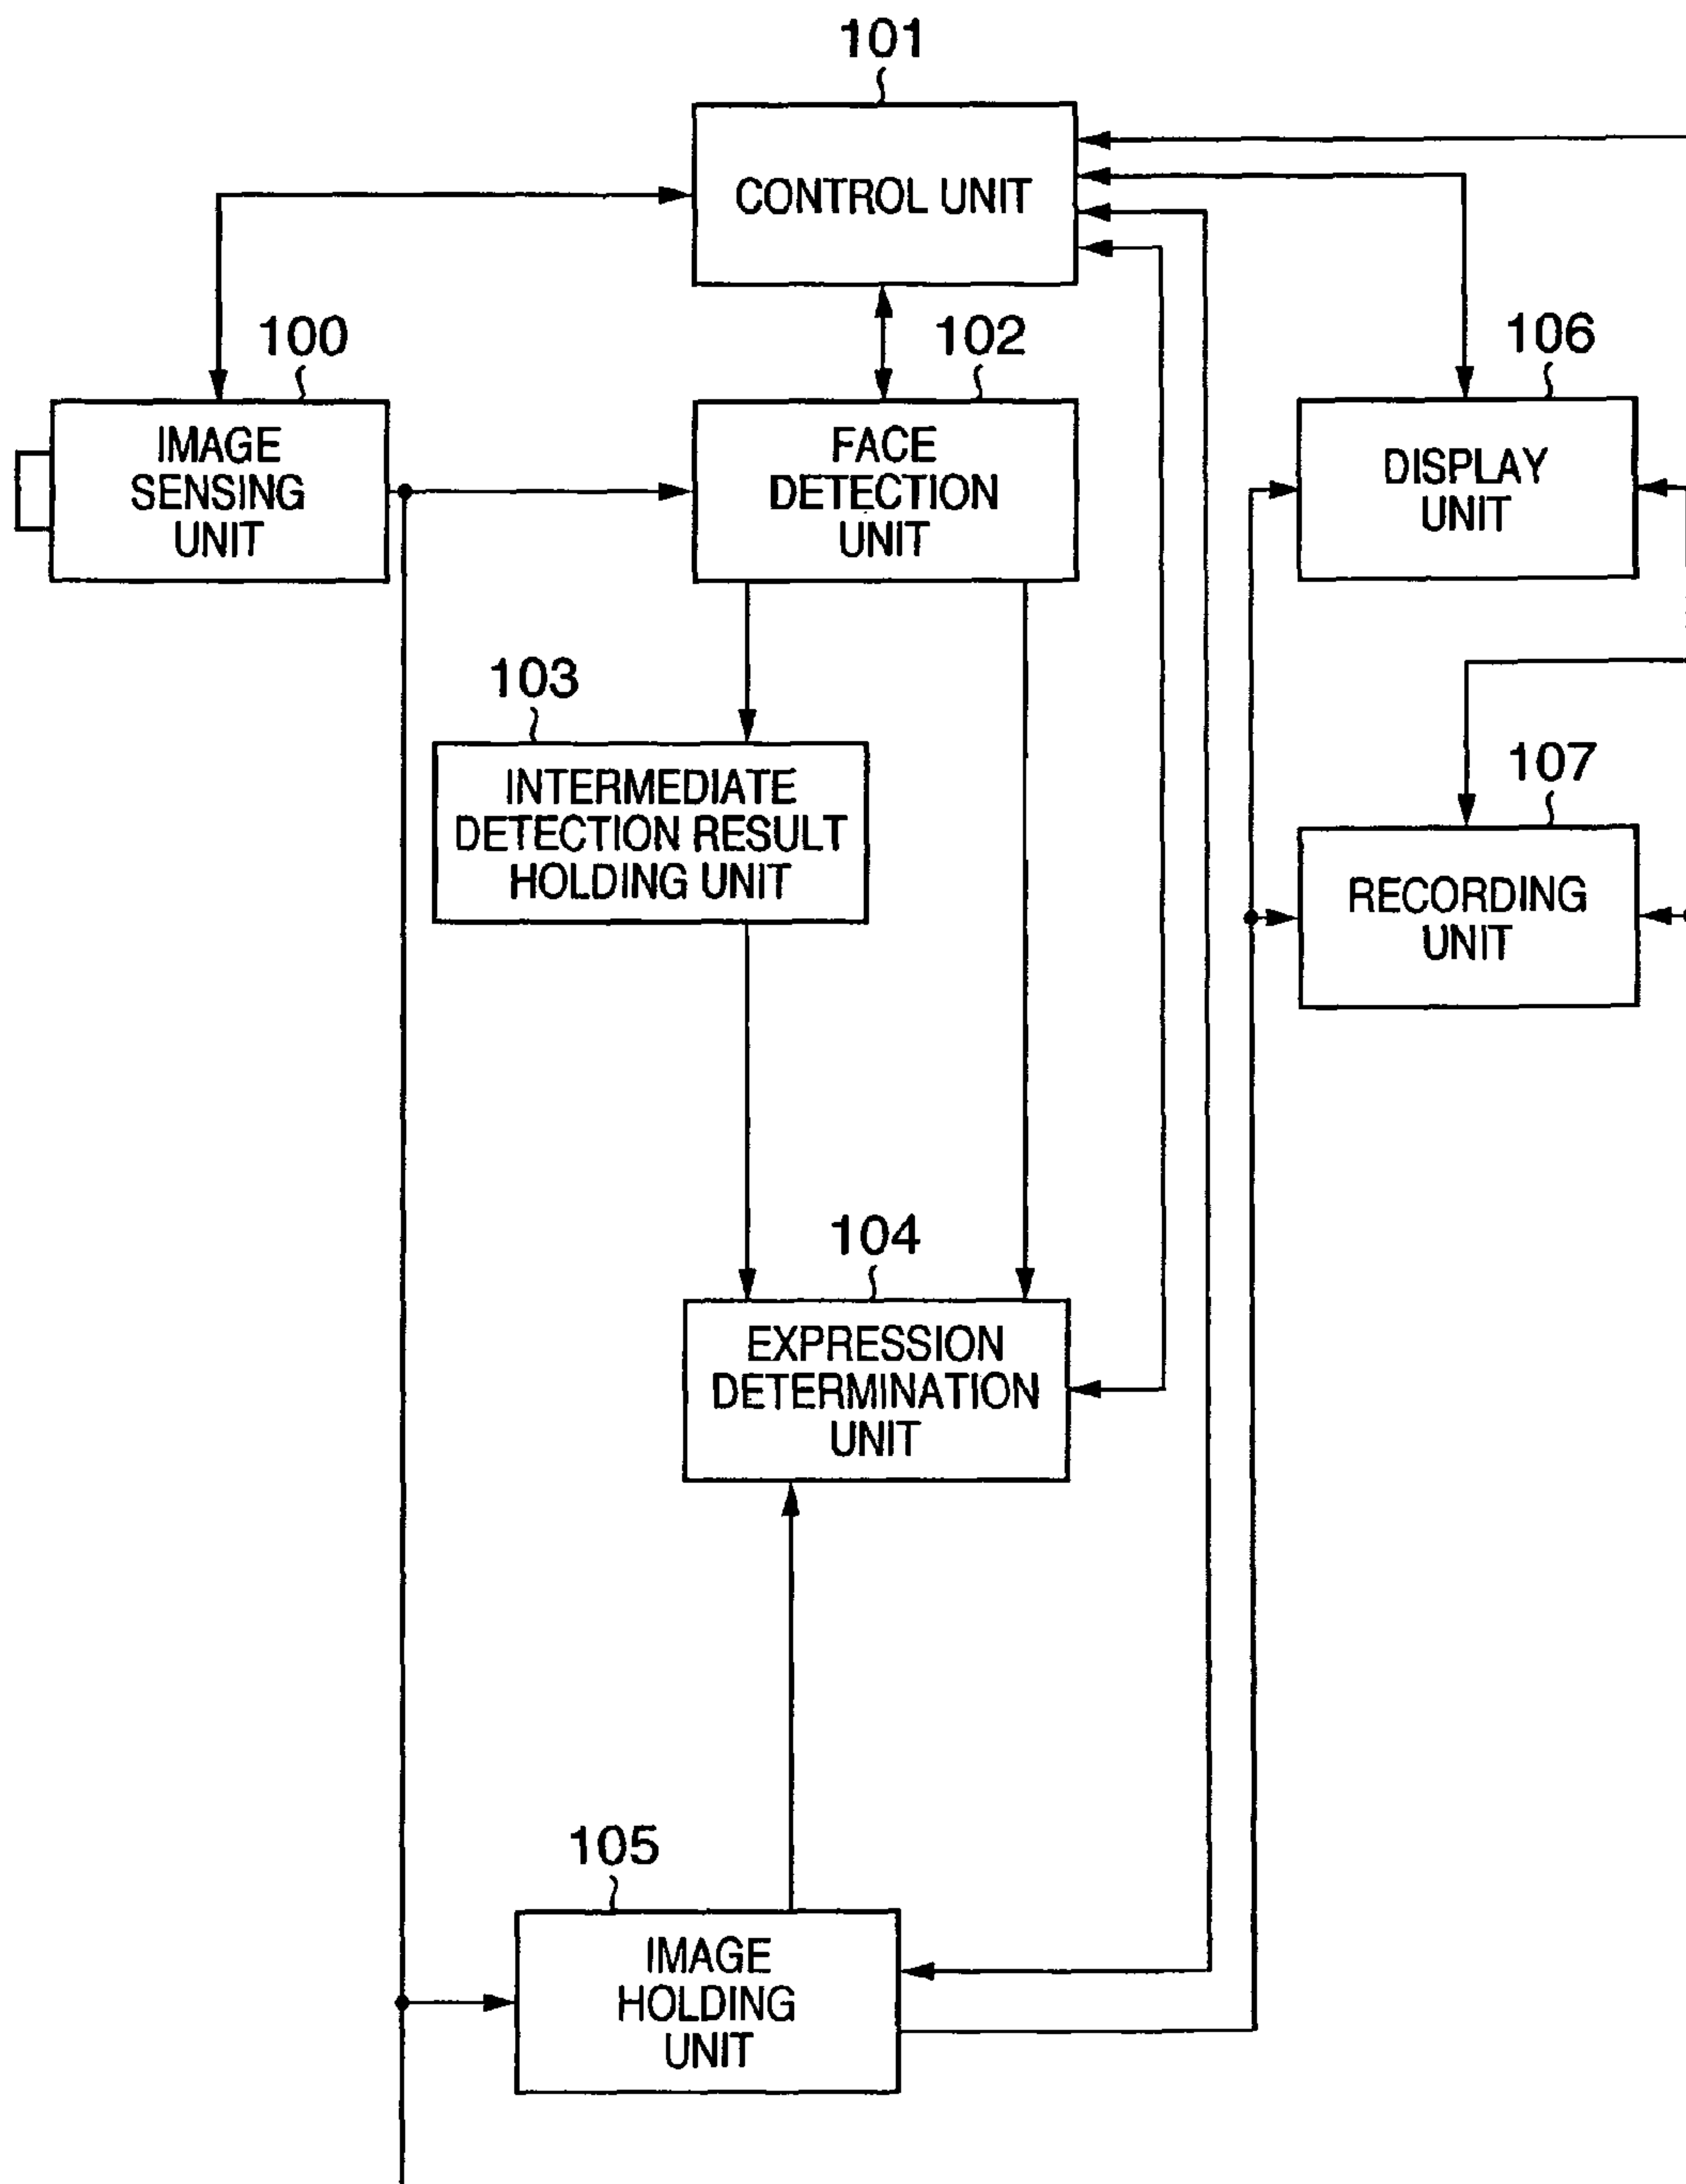 101
CONTROL UNIT
100
IMAGE
SENSING
UNIT
102
FACE
DETECTION
UNIT
106
DISPLAY
UNIT
103
INTERMEDIATE
DETECTION RESULT
HOLDING UNIT
107
RECORDING
UNIT
104
EXPRESSION
DETERMINATION
UNIT
105
IMAGE
HOLDING
UNIT